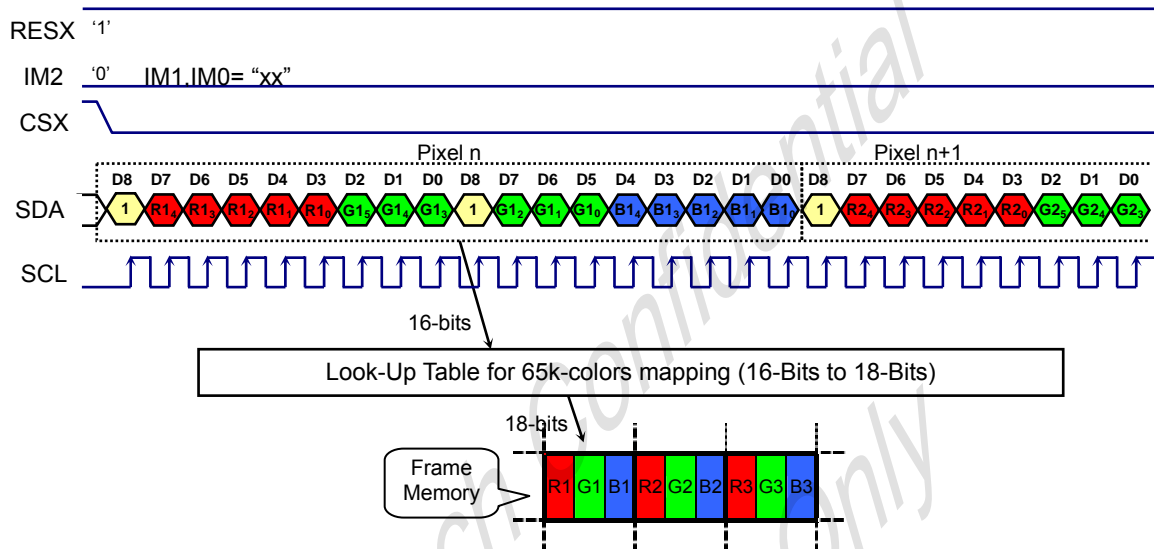 RESX '1'
IM2 '0' IM1.IM0= “xx”
CSX
Pixel n Pixel n+1
D8 D7 D6 D5 D4 D3 D2 D1 D0 D8 D7 D6 D5 D4 D3 D2 D1 D0 D8 D7 D6 D5 D4 D3 D2 D1 D0
SDA 1 R1₄ R1₃ R1₂ R1₁ R1₀ G1₅ G1₄ G1₃ 1 G1₂ G1₁ G1₀ B1₄ B1₃ B1₂ B1₁ B1₀ 1 R2₄ R2₃ R2₂ R2₁ R2₀ G2₅ G2₄ G2₃
SCL
16-bits
Look-Up Table for 65k-colors mapping (16-Bits to 18-Bits)
18-bits
Frame
Memory
R1 G1 B1 R2 G2 B2 R3 G3 B3
Confidential
only